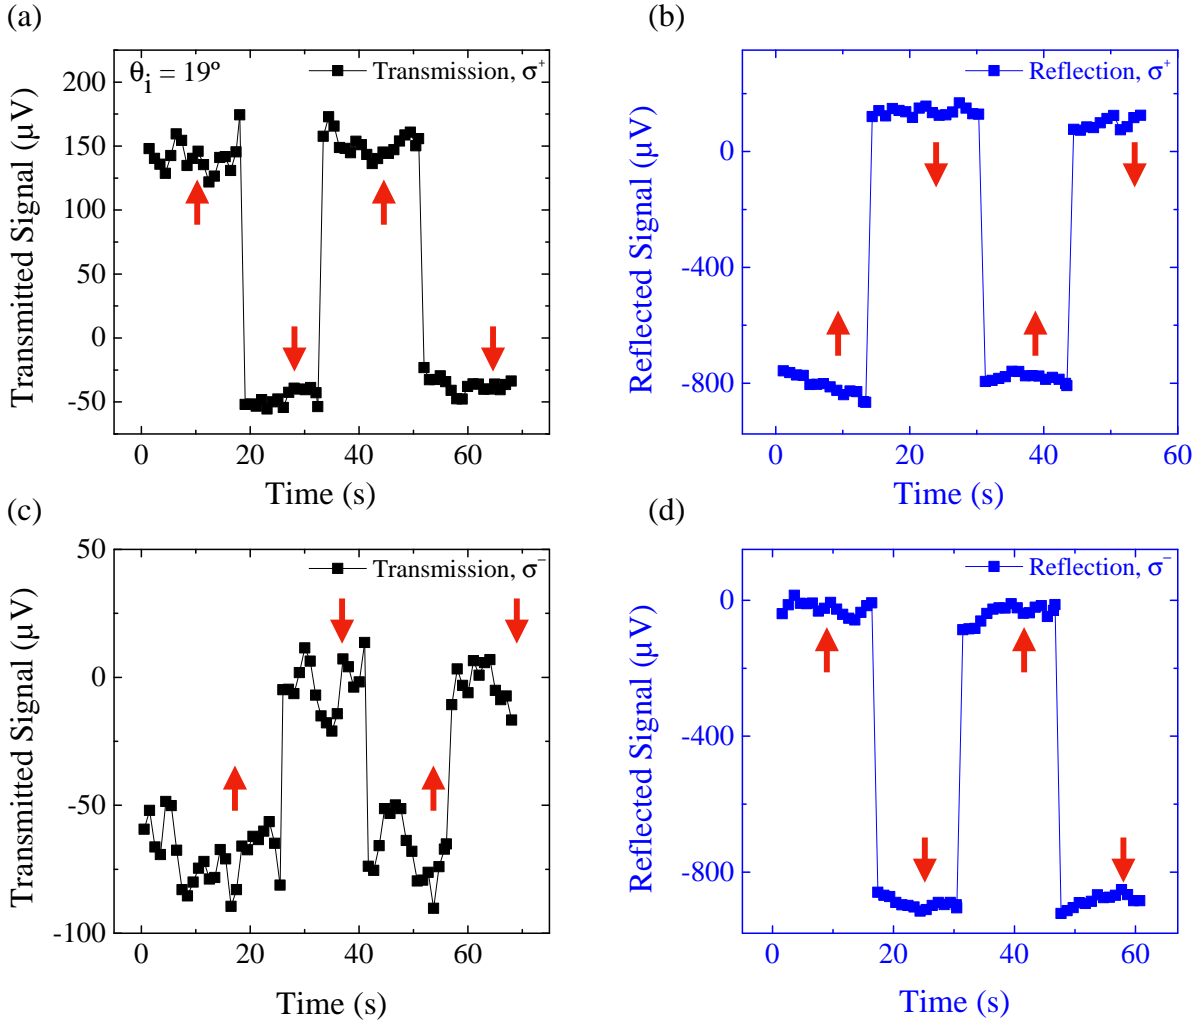 (a)
θi = 19º
Transmission, σ+
Transmitted Signal (μV)
200
150
100
50
0
-50
0 20 40 60
Time (s)
(b)
Reflection, σ+
Reflected Signal (μV)
0
-400
-800
0 20 40 60
Time (s)
(c)
Transmission, σ−
Transmitted Signal (μV)
50
0
-50
-100
0 20 40 60
Time (s)
(d)
Reflection, σ−
Reflected Signal (μV)
0
-400
-800
0 20 40 60
Time (s)